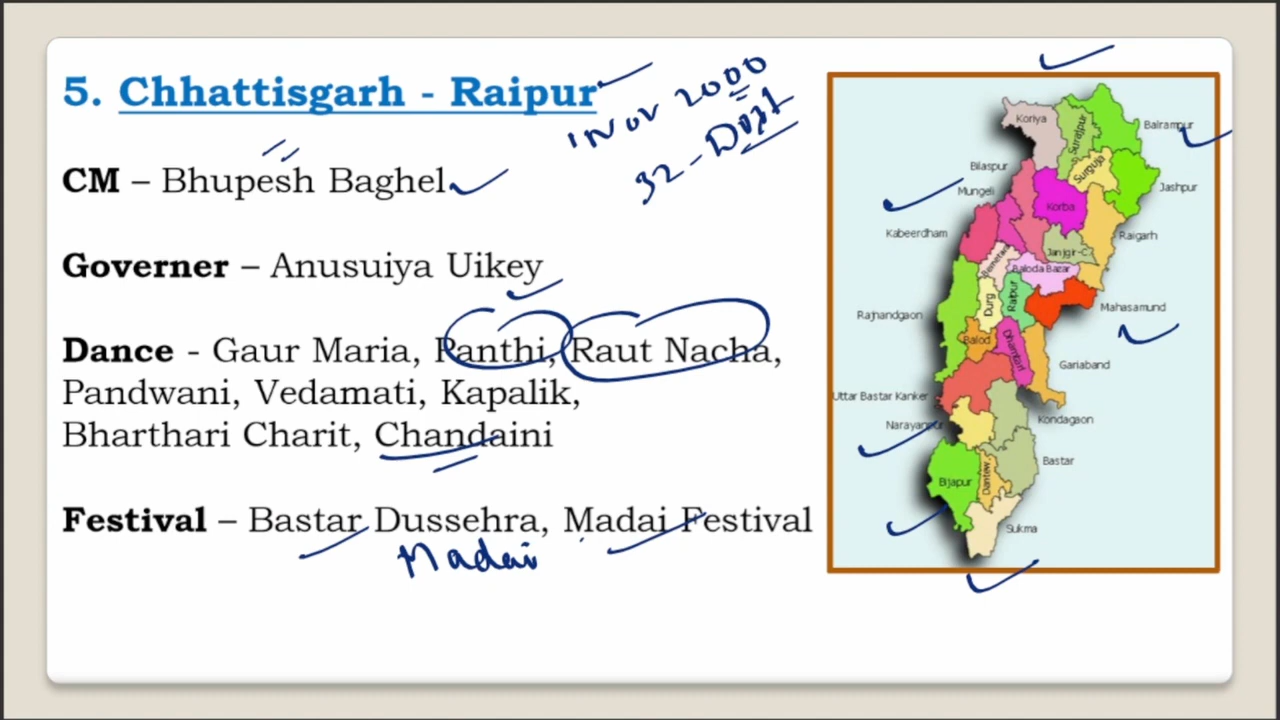 5. Chhattisgarh - Raipur
1 Nov 2000
32 - Dist
CM – Bhupesh Baghel
Governer – Anusuiya Uikey
Dance - Gaur Maria, Panthi, Raut Nacha,
Pandwani, Vedamati, Kapalik,
Bharthari Charit, Chandaini
Festival – Bastar Dussehra, Madai Festival
Madai
Koriya
Surajpur
Balrampur
Surguja
Bilaspur
Mungeli
Korba
Jashpur
Kabeerdham
Raigarh
Janjgir-C.
Baloda Bazar
Durg
Raipur
Mahasamund
Rajnandgaon
Balod
Dhamtari
Gariaband
Uttar Bastar Kanker
Narayanpur
Kondagaon
Bastar
Bijapur
Dantew.
Sukma